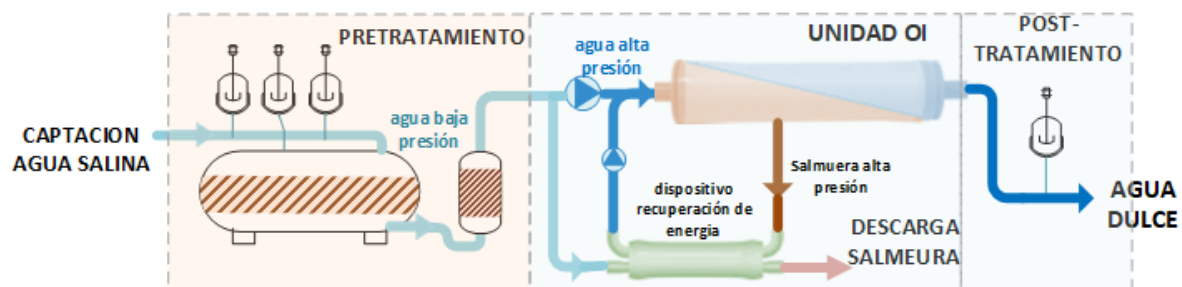 PRETRATAMIENTO
UNIDAD OI
POST-
TRATAMIENTO
agua alta
presión
agua baja
presión
CAPTACION
AGUA SALINA
Salmuera alta
presión
dispositivo
recuperación de
energia
DESCARGA
SALMEURA
AGUA
DULCE